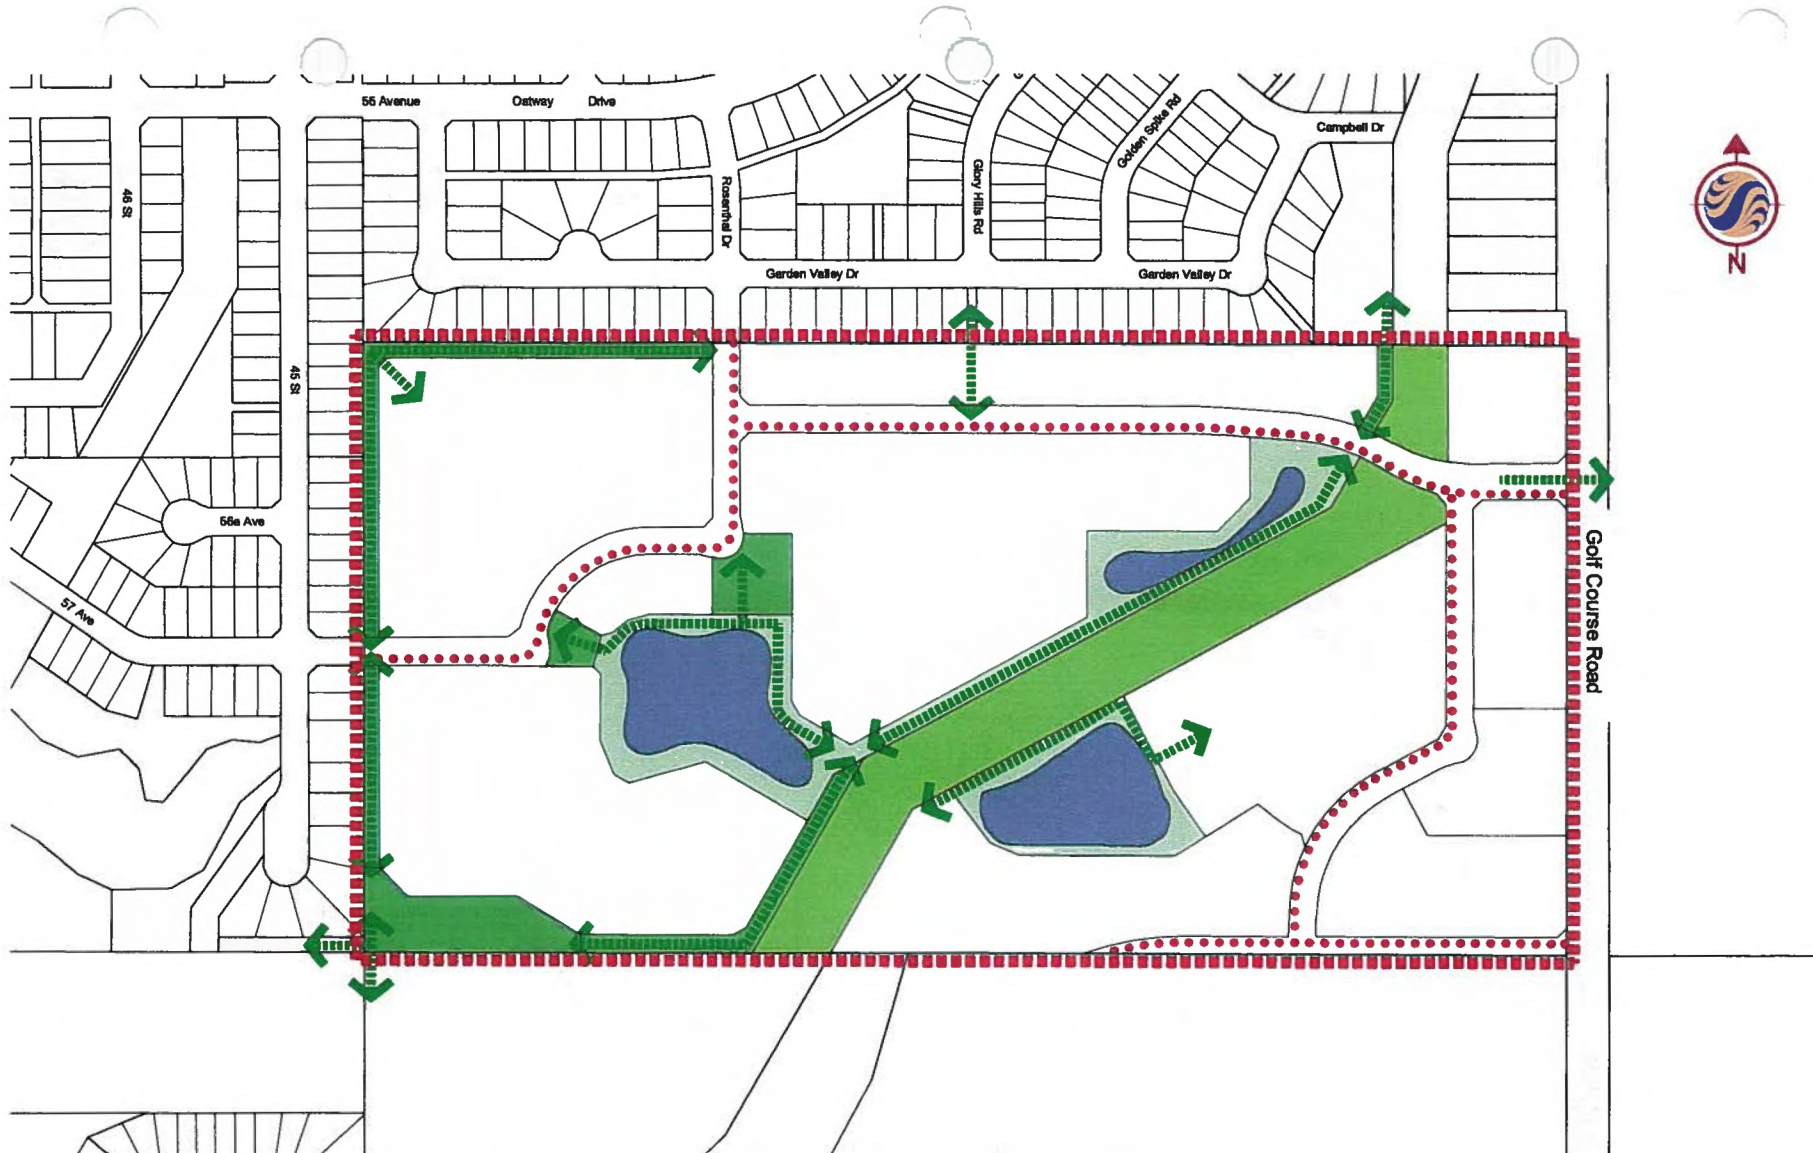 55 Avenue
Oatway Drive
Campbell Dr
Golden Spike Rd
46 St
Rosenthal Dr
Glory Hills Rd
Garden Valley Dr
Garden Valley Dr
N
45 St
56a Ave
57 Ave
Golf Course Road